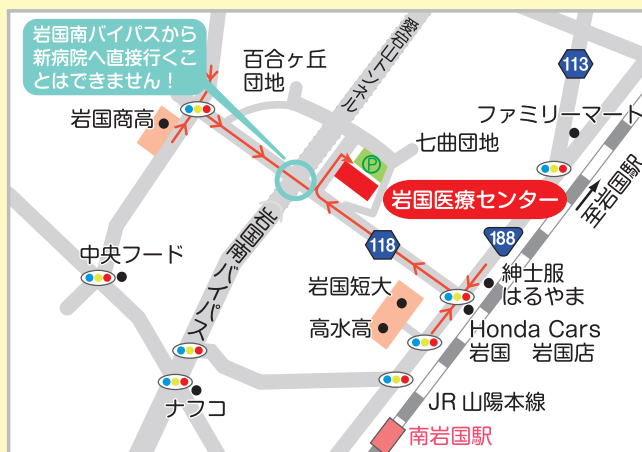 岩国南バイパスから
新病院へ直接行くこ
とはできません！
百合ヶ丘
団地
愛宕山トンネル
113
ファミリーマート
岩国商高
七曲団地
P
岩国医療センター
至岩国駅
岩国南バイパス
118
188
中央フード
岩国短大
高水高
紳士服
はるやま
Honda Cars
岩国 岩国店
ナフコ
JR山陽本線
南岩国駅